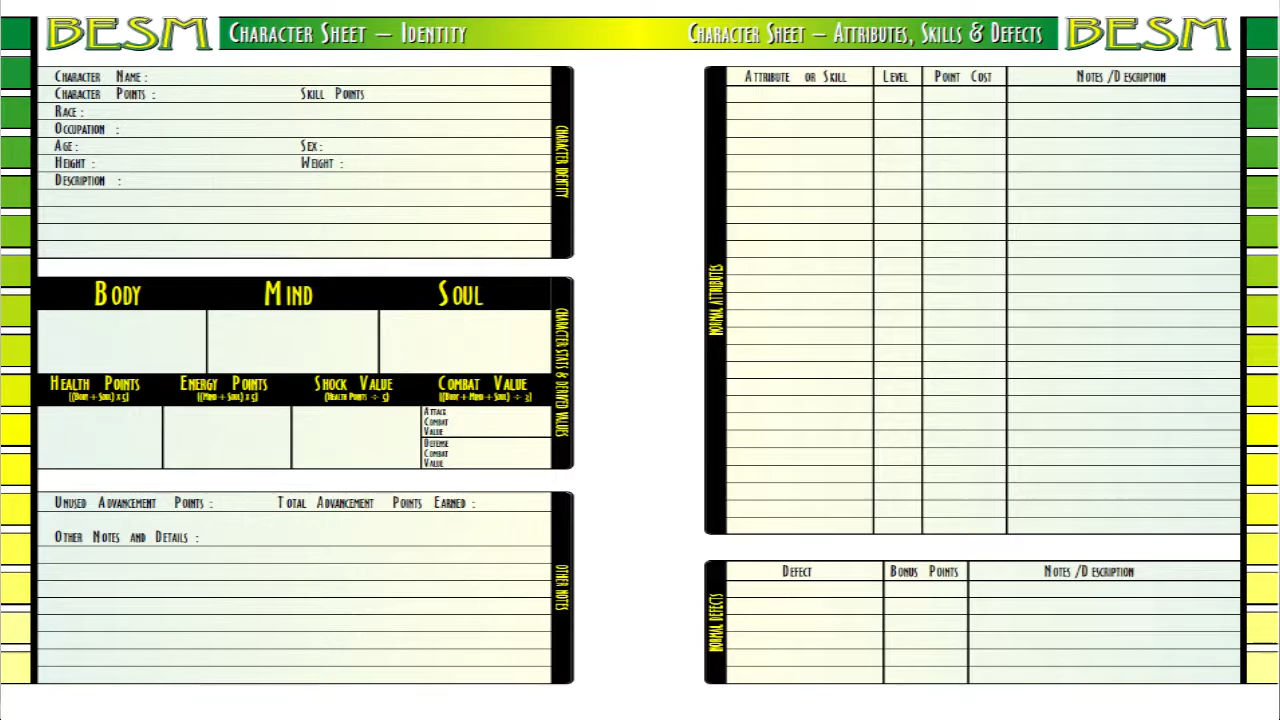 BESM Character Sheet – Identity
Character Name :
Character Points : Skill Points
Race :
Occupation :
Age : Sex :
Height : Weight :
Description :
Character Identity
Body Mind Soul
Health Points Energy Points Shock Value Combat Value
((Body + Soul) x 5) ((Mind + Soul) x 5) (Health Points ÷ 5) ((Body + Mind + Soul) ÷ 3)
Attack
Combat
Value
Defense
Combat
Value
Character Stats & Derived Values
Unused Advancement Points : Total Advancement Points Earned :
Other Notes and Details :
Other Notes
Character Sheet – Attributes, Skills & Defects BESM
Attribute or Skill Level Point Cost Notes /Description
Normal Attributes
Defect Bonus Points Notes /Description
Normal Defects